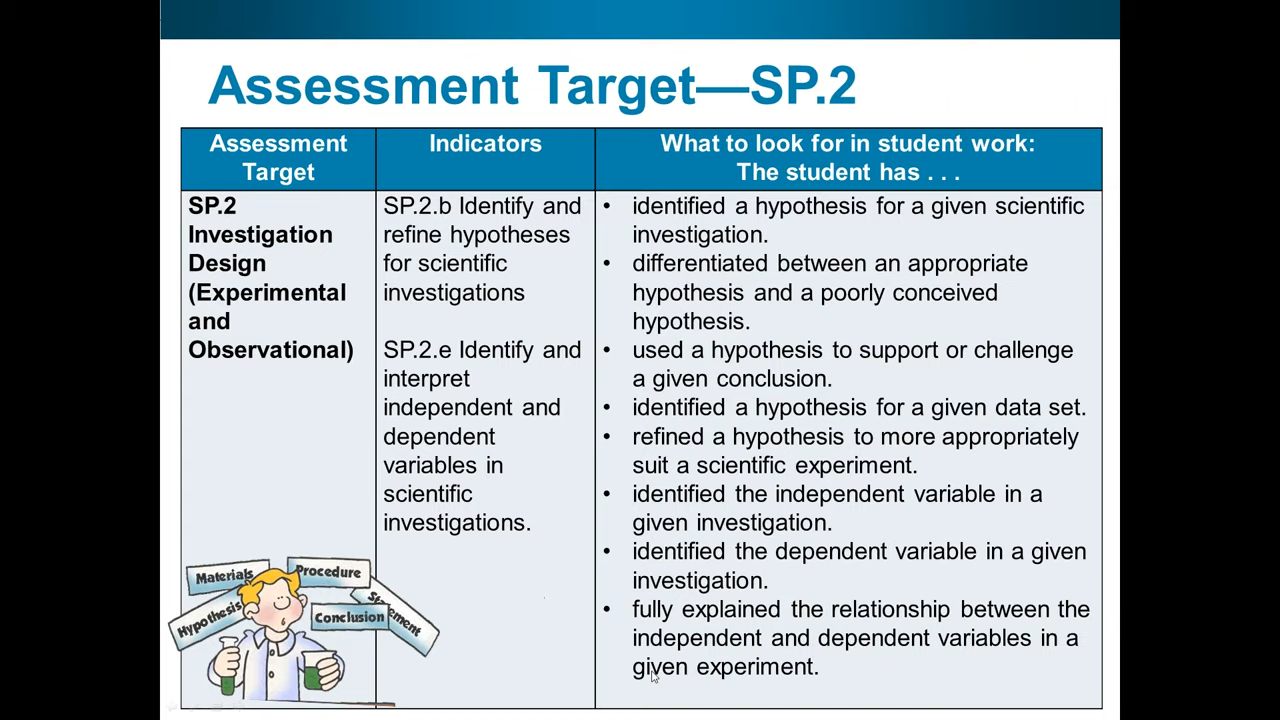 Assessment Target—SP.2
Assessment
Target
Indicators
What to look for in student work:
The student has . . .
SP.2
Investigation
Design
(Experimental
and
Observational)
SP.2.b Identify and
refine hypotheses
for scientific
investigations
SP.2.e Identify and
interpret
independent and
dependent
variables in
scientific
investigations.
• identified a hypothesis for a given scientific
investigation.
• differentiated between an appropriate
hypothesis and a poorly conceived
hypothesis.
• used a hypothesis to support or challenge
a given conclusion.
• identified a hypothesis for a given data set.
• refined a hypothesis to more appropriately
suit a scientific experiment.
• identified the independent variable in a
given investigation.
• identified the dependent variable in a given
investigation.
• fully explained the relationship between the
independent and dependent variables in a
given experiment.
Materials
Procedure
Hypothesis
Conclusion